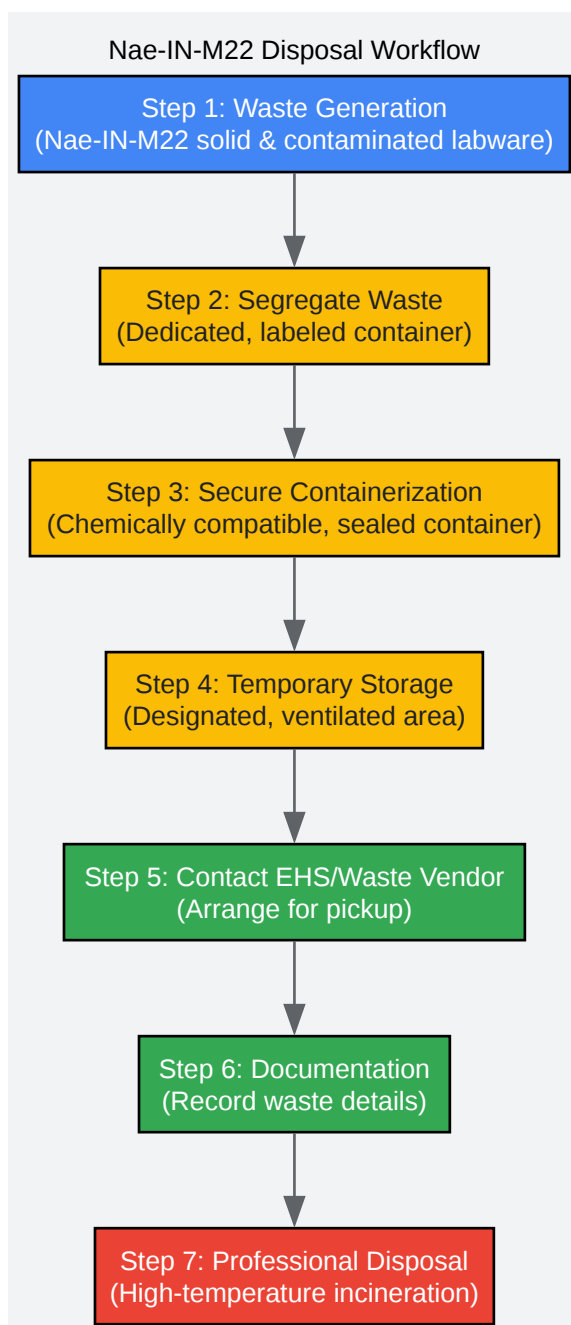 Nae-IN-M22 Disposal Workflow
Step 1: Waste Generation
(Nae-IN-M22 solid & contaminated labware)
Step 2: Segregate Waste
(Dedicated, labeled container)
Step 3: Secure Containerization
(Chemically compatible, sealed container)
Step 4: Temporary Storage
(Designated, ventilated area)
Step 5: Contact EHS/Waste Vendor
(Arrange for pickup)
Step 6: Documentation
(Record waste details)
Step 7: Professional Disposal
(High-temperature incineration)